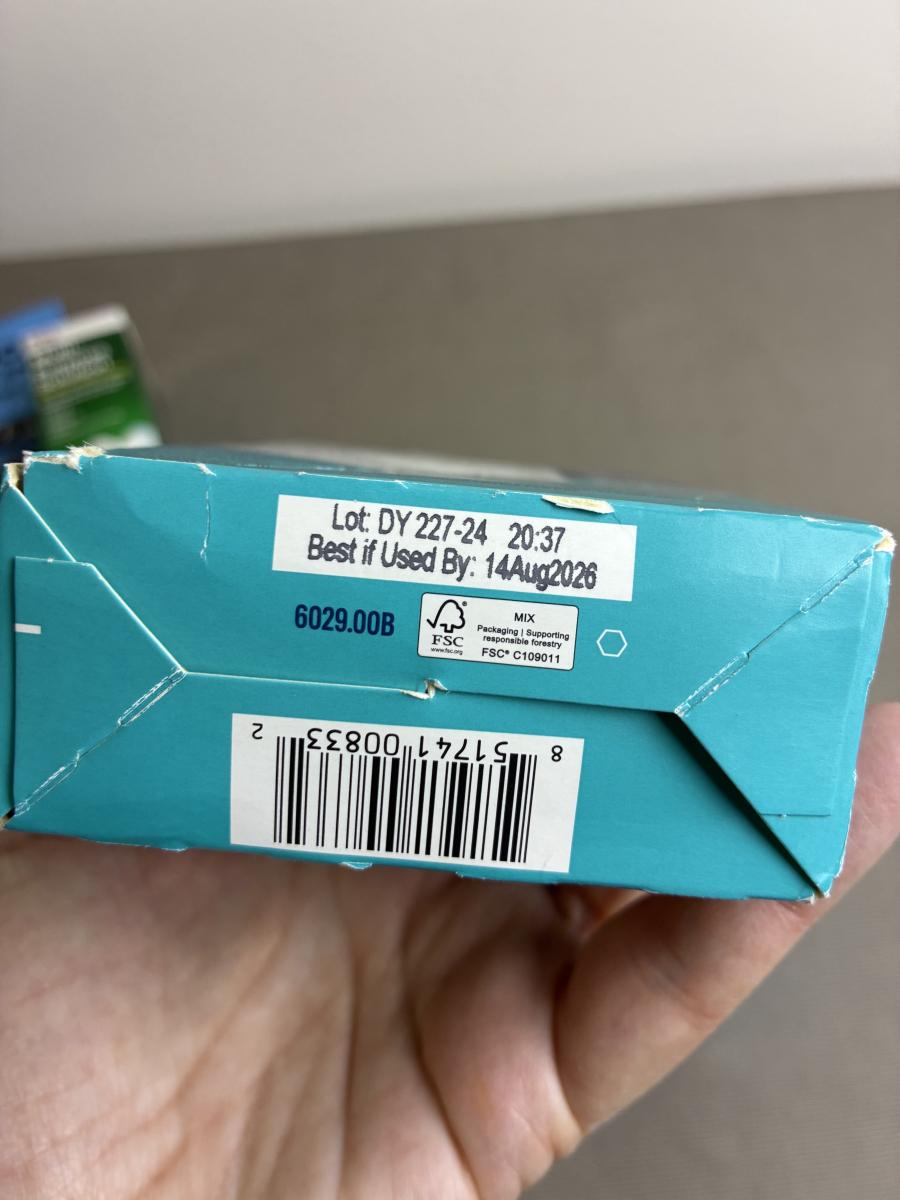 Lot: DY 227-24 20:37
Best if Used By: 14Aug2026
6029.00B
FSC®
www.fsc.org
MIX
Packaging | Supporting
responsible forestry
FSC® C109011
8 51741 00833 2